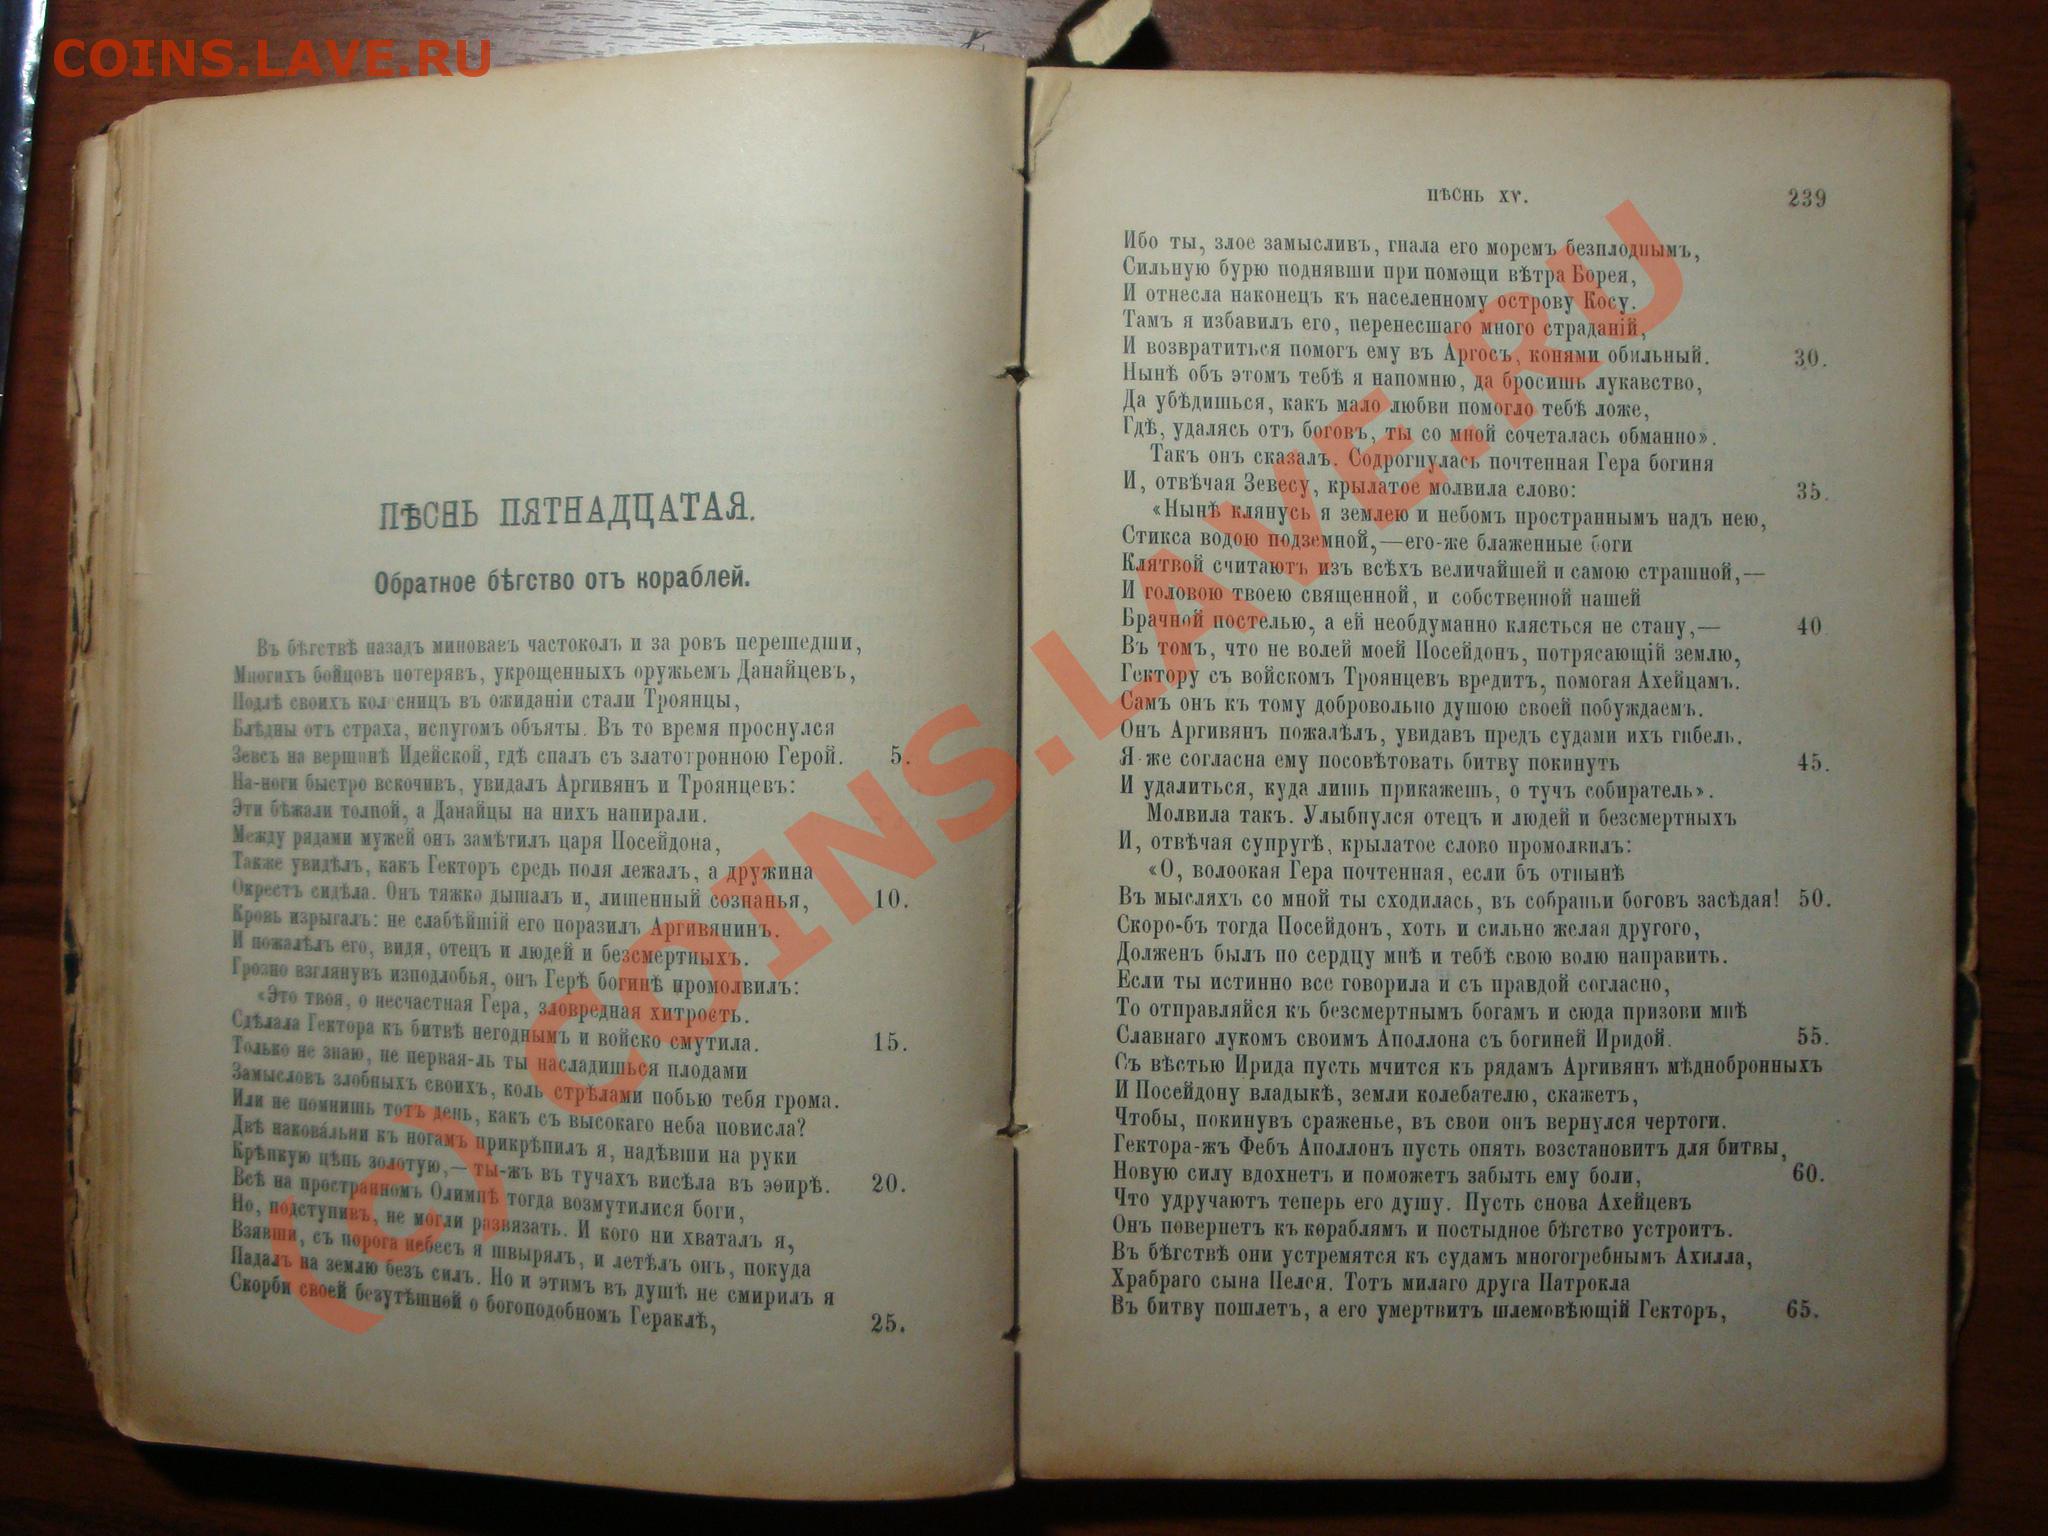 COINS.LAVE.RU
ПѢСНЬ ПЯТНАДЦАТАЯ.
Обратное бѣгство отъ кораблей.
Въ бѣгствѣ назадъ миновавъ частоколъ и за ровъ перешедши,
Многихъ бойцовъ потерявъ, укрощенныхъ оружьемъ Данайцевъ,
Подлѣ своихъ кол сницъ въ ожиданіи стали Троянцы,
Блѣдны отъ страха, испугомъ объяты. Въ то время проснулся
Зевсъ на вершинѣ Идейской, гдѣ спалъ съ златотронною Герой. 5.
На-ноги быстро вскочивъ, увидалъ Аргивянъ и Троянцевъ:
Эти бѣжали толпой, а Данайцы на нихъ напирали.
Между рядами мужей онъ замѣтилъ царя Посейдона,
Также увидѣлъ, какъ Гекторъ средь поля лежалъ, а дружина
Окрестъ сидѣла. Онъ тяжко дышалъ и, лишенный сознанья, 10.
Кровь изрыгалъ: не слабѣйшій его поразилъ Аргивянинъ.
И пожалѣлъ его, видя, отецъ и людей и безсмертныхъ.
Грозно взглянувъ изподлобья, онъ Герѣ богинѣ промолвилъ:
«Это твоя, о несчастная Гера, зловредная хитрость.
Сдѣлала Гектора къ битвѣ негоднымъ и войско смутила. 15.
Только не знаю, не первая-ль ты насладишься плодами
Замысловъ злобныхъ своихъ, коль стрѣлами побью тебя грома.
Или не помнишь тотъ день, какъ съ высокаго неба повисла?
Двѣ накова́льни къ ногамъ прикрѣпилъ я, надѣвши на руки
Крѣпкую цѣпь золотую,— ты-жъ въ тучахъ висѣла въ эѳирѣ. 20.
Всѣ на пространномъ Олимпѣ тогда возмутилися боги,
Но, подступивъ, не могли развязать. И кого ни хваталъ я,
Взявши, съ порога небесъ я швырялъ, и летѣлъ онъ, покуда
Падалъ на землю безъ силъ. Но и этимъ въ душѣ не смирилъ я
Скорби своей безутѣшной о богоподобномъ Гераклѣ, 25.
ПѢСНЬ XV. 239
Ибо ты, злое замысливъ, гнала его моремъ безплоднымъ,
Сильную бурю поднявши при помощи вѣтра Борея,
И отнесла наконецъ къ населенному острову Косу.
Тамъ я избавилъ его, перенесшаго много страданій,
И возвратиться помогъ ему въ Аргосъ, конями обильный. 30.
Нынѣ объ этомъ тебѣ я напомню, да бросишь лукавство,
Да убѣдишься, какъ мало любви помогло тебѣ ложе,
Гдѣ, удалясь отъ боговъ, ты со мной сочеталась обманно».
Такъ онъ сказалъ. Содрогнулась почтенная Гера богиня
И, отвѣчая Зевесу, крылатое молвила слово: 35.
«Нынѣ клянусь я землею и небомъ пространнымъ надъ нею,
Стикса водою подземной,—его-же блаженные боги
Клятвой считаютъ изъ всѣхъ величайшей и самою страшной,—
И головою твоею священной, и собственной нашей
Брачной постелью, а ей необдуманно клясться не стану,— 40
Въ томъ, что не волей моей Посейдонъ, потрясающій землю,
Гектору съ войскомъ Троянцевъ вредитъ, помогая Ахейцамъ.
Самъ онъ къ тому добровольно душою своей побуждаемъ.
Онъ Аргивянъ пожалѣлъ, увидавъ предъ судами ихъ гибель.
Я-же согласна ему посовѣтовать битву покинуть 45.
И удалиться, куда лишь прикажешь, о тучъ собиратель».
Молвила такъ. Улыбнулся отецъ и людей и безсмертныхъ
И, отвѣчая супругѣ, крылатое слово промолвилъ:
«О, волоокая Гера почтенная, если бъ отнынѣ
Въ мысляхъ со мной ты сходилась, въ собраньи боговъ засѣдая! 50.
Скоро-бъ тогда Посейдонъ, хоть и сильно желая другого,
Долженъ былъ по сердцу мнѣ и тебѣ свою волю направить.
Если ты истинно все говорила и съ правдой согласно,
То отправляйся къ безсмертнымъ богамъ и сюда призови мнѣ
Славнаго лукомъ своимъ Аполлона съ богиней Иридой. 55.
Съ вѣстью Ирида пусть мчится къ рядамъ Аргивянъ мѣднобронныхъ
И Посейдону владыкѣ, земли колебателю, скажетъ,
Чтобы, покинувъ сраженье, въ свои онъ вернулся чертоги.
Гектора-жъ Фебъ Аполлонъ пусть опять возстановитъ для битвы,
Новую силу вдохнетъ и поможетъ забыть ему боли, 60.
Что удручаютъ теперь его душу. Пусть снова Ахейцевъ
Онъ повернетъ къ кораблямъ и постыдное бѣгство устроитъ.
Въ бѣгствѣ они устремятся къ судамъ многогребнымъ Ахилла,
Храбраго сына Пелея. Тотъ милаго друга Патрокла
Въ битву пошлетъ, а его умертвитъ шлемовѣющій Гекторъ, 65.
(C) COINS.LAVE.RU